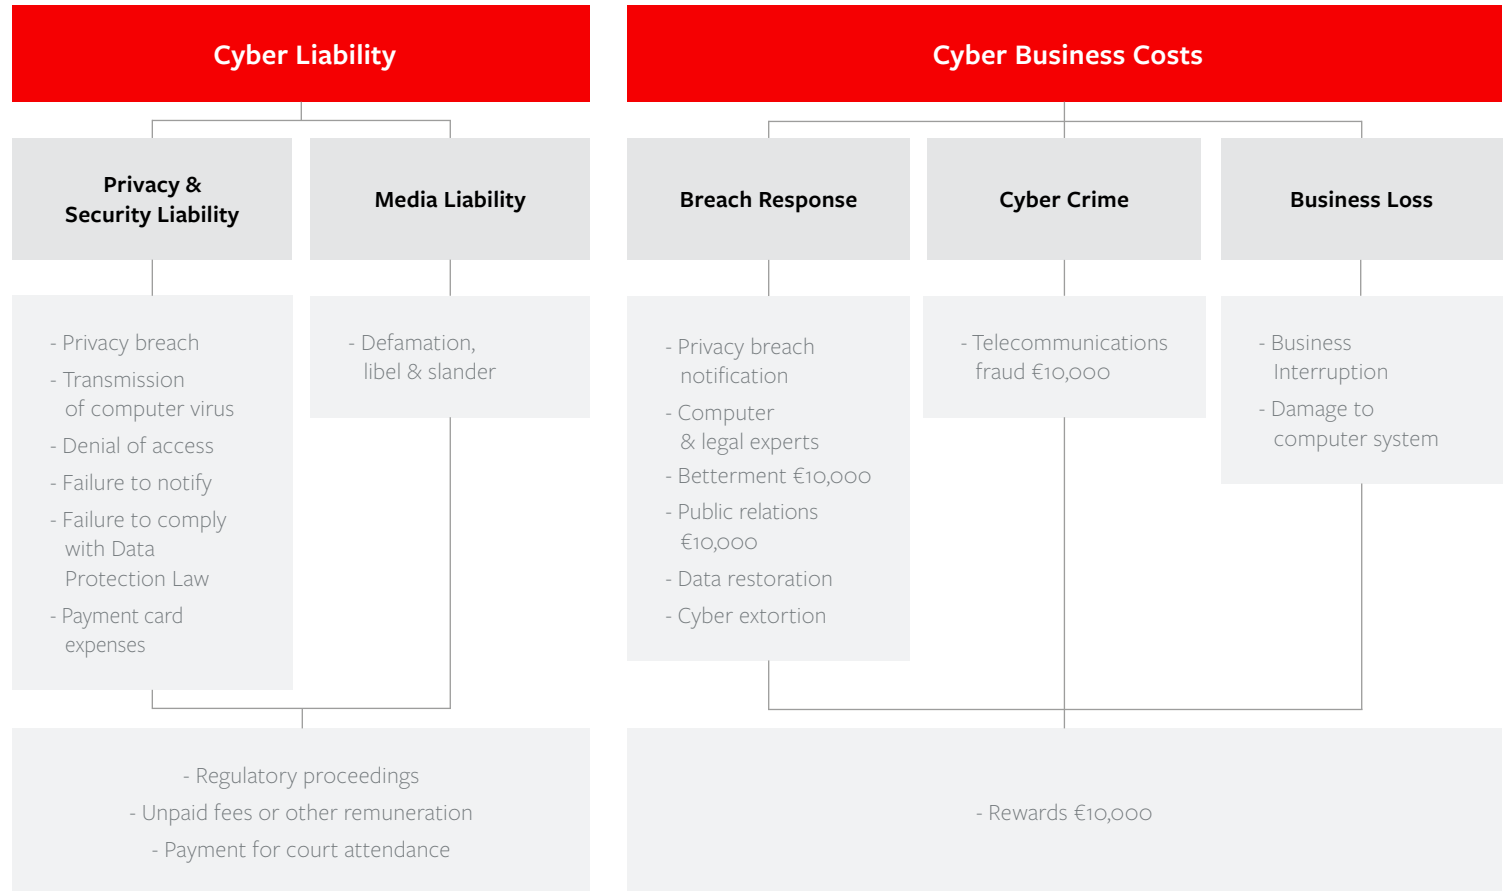 Cyber Liability
Privacy &
Security Liability
Media Liability
- Privacy breach
- Transmission
of computer virus
- Denial of access
- Failure to notify
- Failure to comply
with Data
Protection Law
- Payment card
expenses
- Defamation,
libel & slander
- Regulatory proceedings
- Unpaid fees or other remuneration
- Payment for court attendance
Cyber Business Costs
Breach Response
Cyber Crime
Business Loss
- Privacy breach
notification
- Computer
& legal experts
- Betterment €10,000
- Public relations
€10,000
- Data restoration
- Cyber extortion
- Telecommunications
fraud €10,000
- Business
Interruption
- Damage to
computer system
- Rewards €10,000